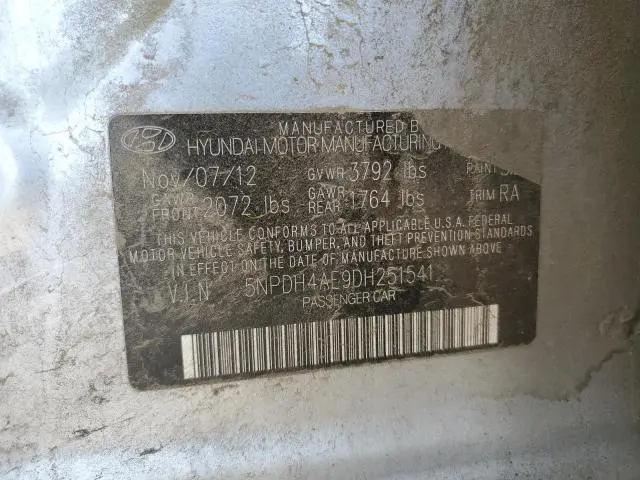 MANUFACTURED B
HYUNDAI MOTOR MANUFACTURING
Nov/07/12 GVWR 3792 lbs PAINT
GAWR FRONT 2072 lbs GAWR REAR 1764 lbs TRIM RA
THIS VEHICLE CONFORMS TO ALL APPLICABLE U.S.A. FEDERAL
MOTOR VEHICLE SAFETY, BUMPER, AND THEFT PREVENTION STANDARDS
IN EFFECT ON THE DATE OF MANUFACTURE SHOWN ABOVE.
V.I.N 5NPDH4AE9DH251541
PASSENGER CAR